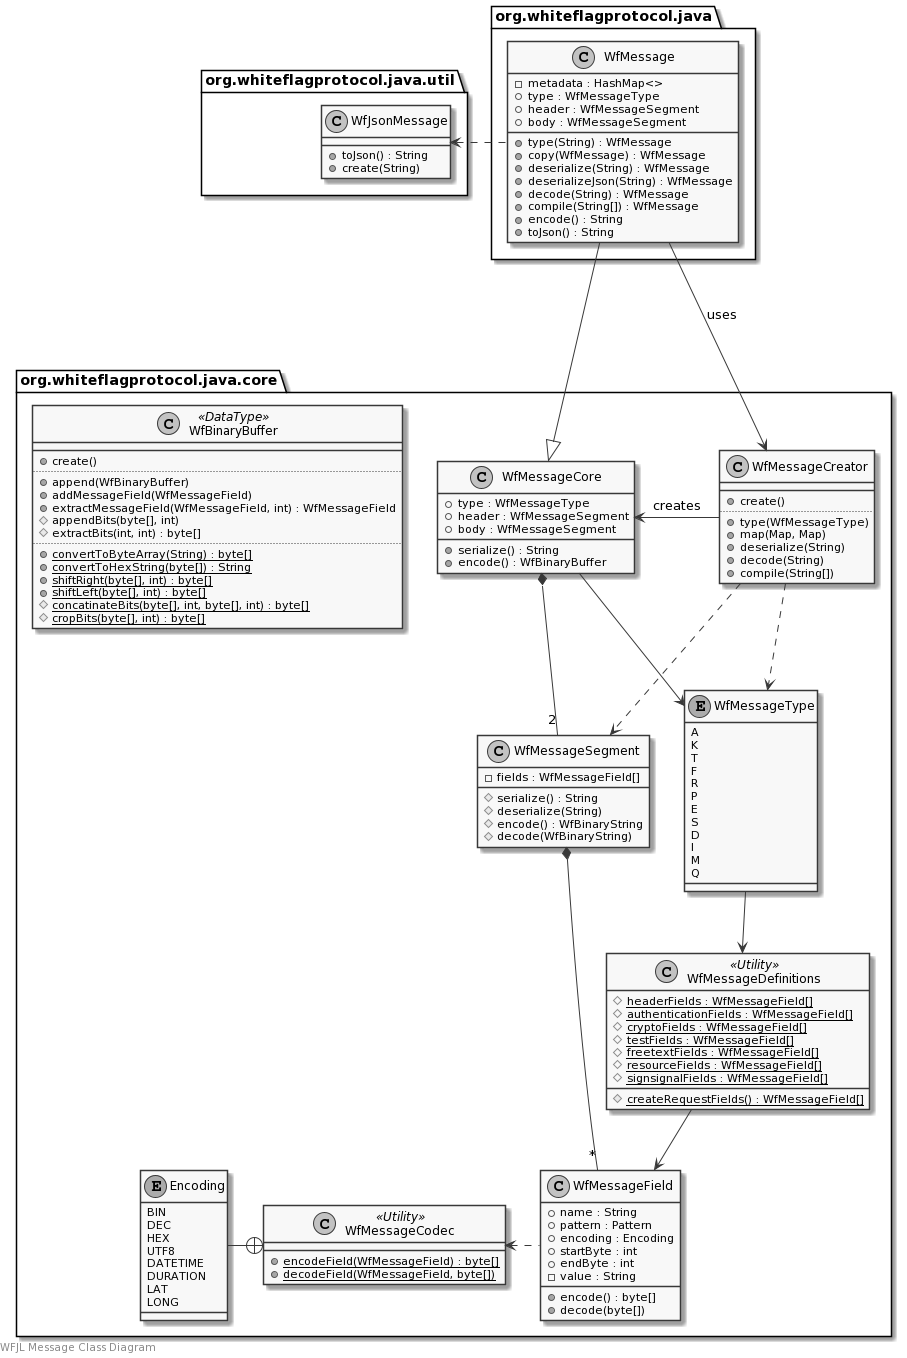 org.whiteflagprotocol.java
C WfMessage
metadata : HashMap<>
type : WfMessageType
header : WfMessageSegment
body : WfMessageSegment
type(String) : WfMessage
copy(WfMessage) : WfMessage
deserialize(String) : WfMessage
deserializeJson(String) : WfMessage
decode(String) : WfMessage
compile(String[]) : WfMessage
encode() : String
toJson() : String
org.whiteflagprotocol.java.util
C WfJsonMessage
toJson() : String
create(String)
uses
org.whiteflagprotocol.java.core
C «DataType»
WfBinaryBuffer
create()
append(WfBinaryBuffer)
addMessageField(WfMessageField)
extractMessageField(WfMessageField, int) : WfMessageField
appendBits(byte[], int)
extractBits(int, int) : byte[]
convertToByteArray(String) : byte[]
convertToHexString(byte[]) : String
shiftRight(byte[], int) : byte[]
shiftLeft(byte[], int) : byte[]
concatinateBits(byte[], int, byte[], int) : byte[]
cropBits(byte[], int) : byte[]
C WfMessageCore
type : WfMessageType
header : WfMessageSegment
body : WfMessageSegment
serialize() : String
encode() : WfBinaryBuffer
creates
C WfMessageCreator
create()
type(WfMessageType)
map(Map, Map)
deserialize(String)
decode(String)
compile(String[])
2
C WfMessageSegment
fields : WfMessageField[]
serialize() : String
deserialize(String)
encode() : WfBinaryString
decode(WfBinaryString)
E WfMessageType
A
K
T
F
R
P
E
S
D
I
M
Q
C «Utility»
WfMessageDefinitions
headerFields : WfMessageField[]
authenticationFields : WfMessageField[]
cryptoFields : WfMessageField[]
testFields : WfMessageField[]
freetextFields : WfMessageField[]
resourceFields : WfMessageField[]
signsignalFields : WfMessageField[]
createRequestFields() : WfMessageField[]
*
E Encoding
BIN
DEC
HEX
UTF8
DATETIME
DURATION
LAT
LONG
C «Utility»
WfMessageCodec
encodeField(WfMessageField) : byte[]
decodeField(WfMessageField, byte[])
C WfMessageField
name : String
pattern : Pattern
encoding : Encoding
startByte : int
endByte : int
value : String
encode() : byte[]
decode(byte[])
WFJL Message Class Diagram